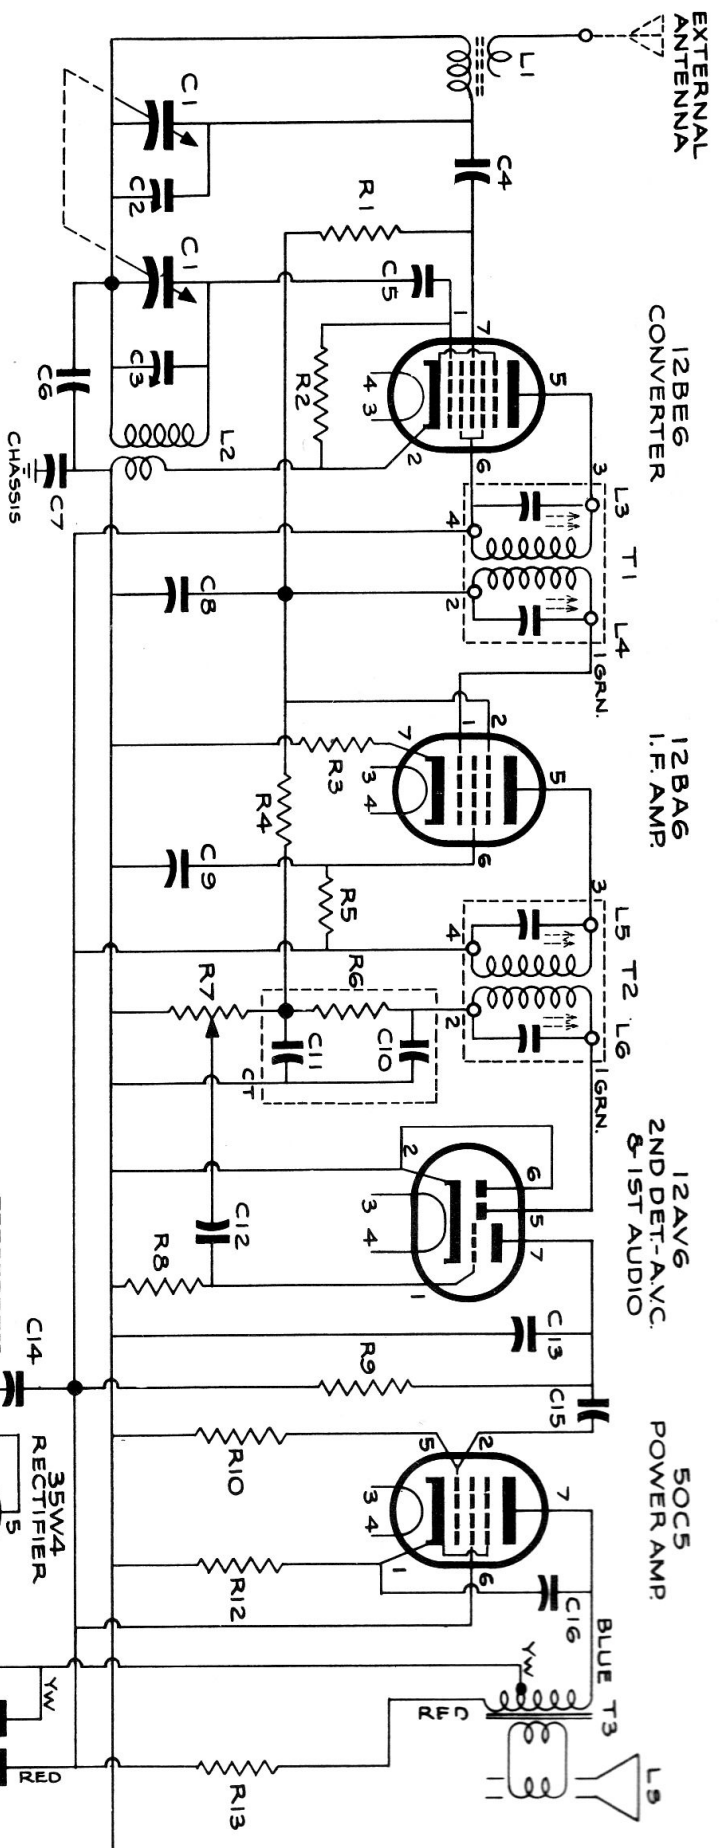 EXTERNAL
ANTENNA
L1
C4
C1
C2
C1
C3
R1
C5
R2
L2
C6
C7
CHASSIS
12BE6
CONVERTER
1
7
5
4
3
2
6
3
L3
T1
4
2
L4
1 GRN.
C8
12BA6
I.F. AMP.
1
2
5
7
3
4
6
R3
R4
C9
R5
3
L5
T2
4
2
L6
1 GRN.
R6
R7
C10
C11
CT
12AV6
2ND DET.-A.V.C.
& 1ST AUDIO
2
6
5
7
3
4
1
C12
R8
C13
R9
C14
C15
50C5
POWER AMP.
5
2
7
3
4
1
6
R10
R12
C16
35W4
RECTIFIER
5
BLUE
T3
YW
RED
LS
YW
RED
R13